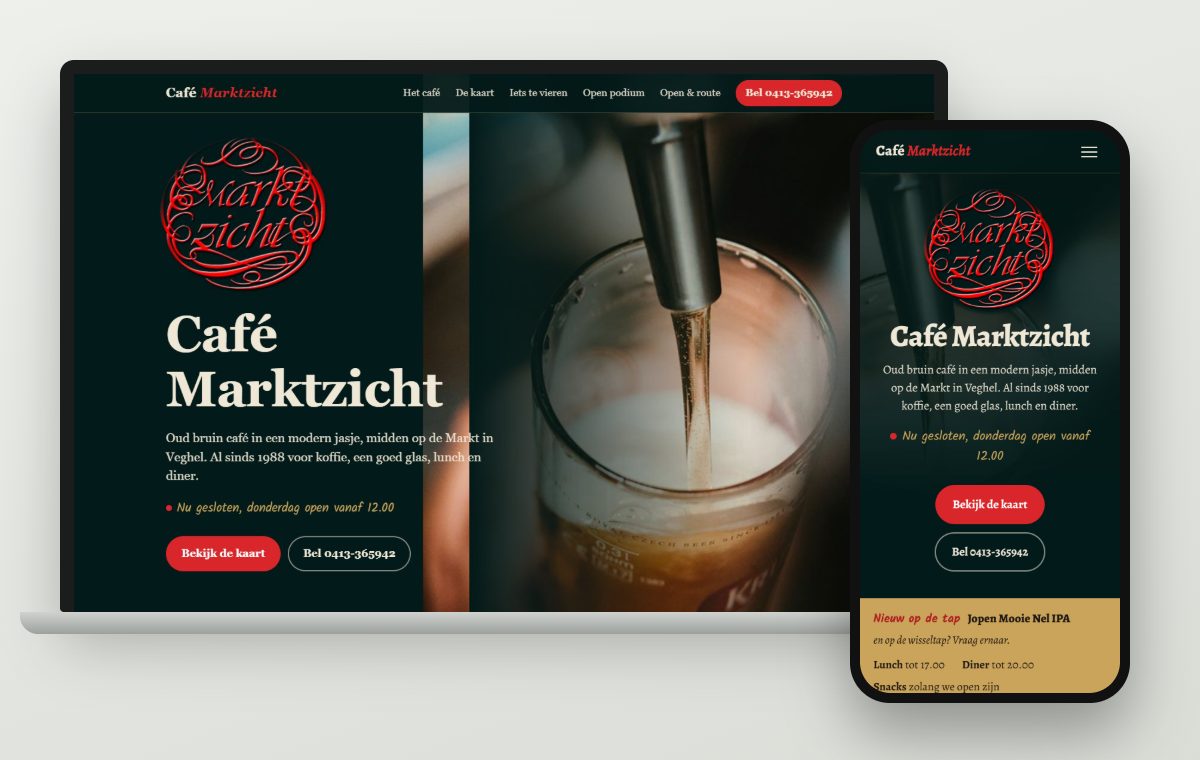 Café Marktzicht
Het café
De kaart
Iets te vieren
Open podium
Open & route
Bel 0413-365942
Markt
zicht
Café
Marktzicht
Oud bruin café in een modern jasje, midden op de Markt in
Veghel. Al sinds 1988 voor koffie, een goed glas, lunch en
diner.
Nu gesloten, donderdag open vanaf 12.00
Bekijk de kaart
Bel 0413-365942
CZECH BEER SINCE
0.3l
Café Marktzicht
Markt
zicht
Café Marktzicht
Oud bruin café in een modern jasje, midden
op de Markt in Veghel. Al sinds 1988 voor
koffie, een goed glas, lunch en diner.
Nu gesloten, donderdag open vanaf
12.00
Bekijk de kaart
Bel 0413-365942
Nieuw op de tap Jopen Mooie Nel IPA
en op de wisseltap? Vraag ernaar.
Lunch tot 17.00 Diner tot 20.00
Snacks zolang we open zijn